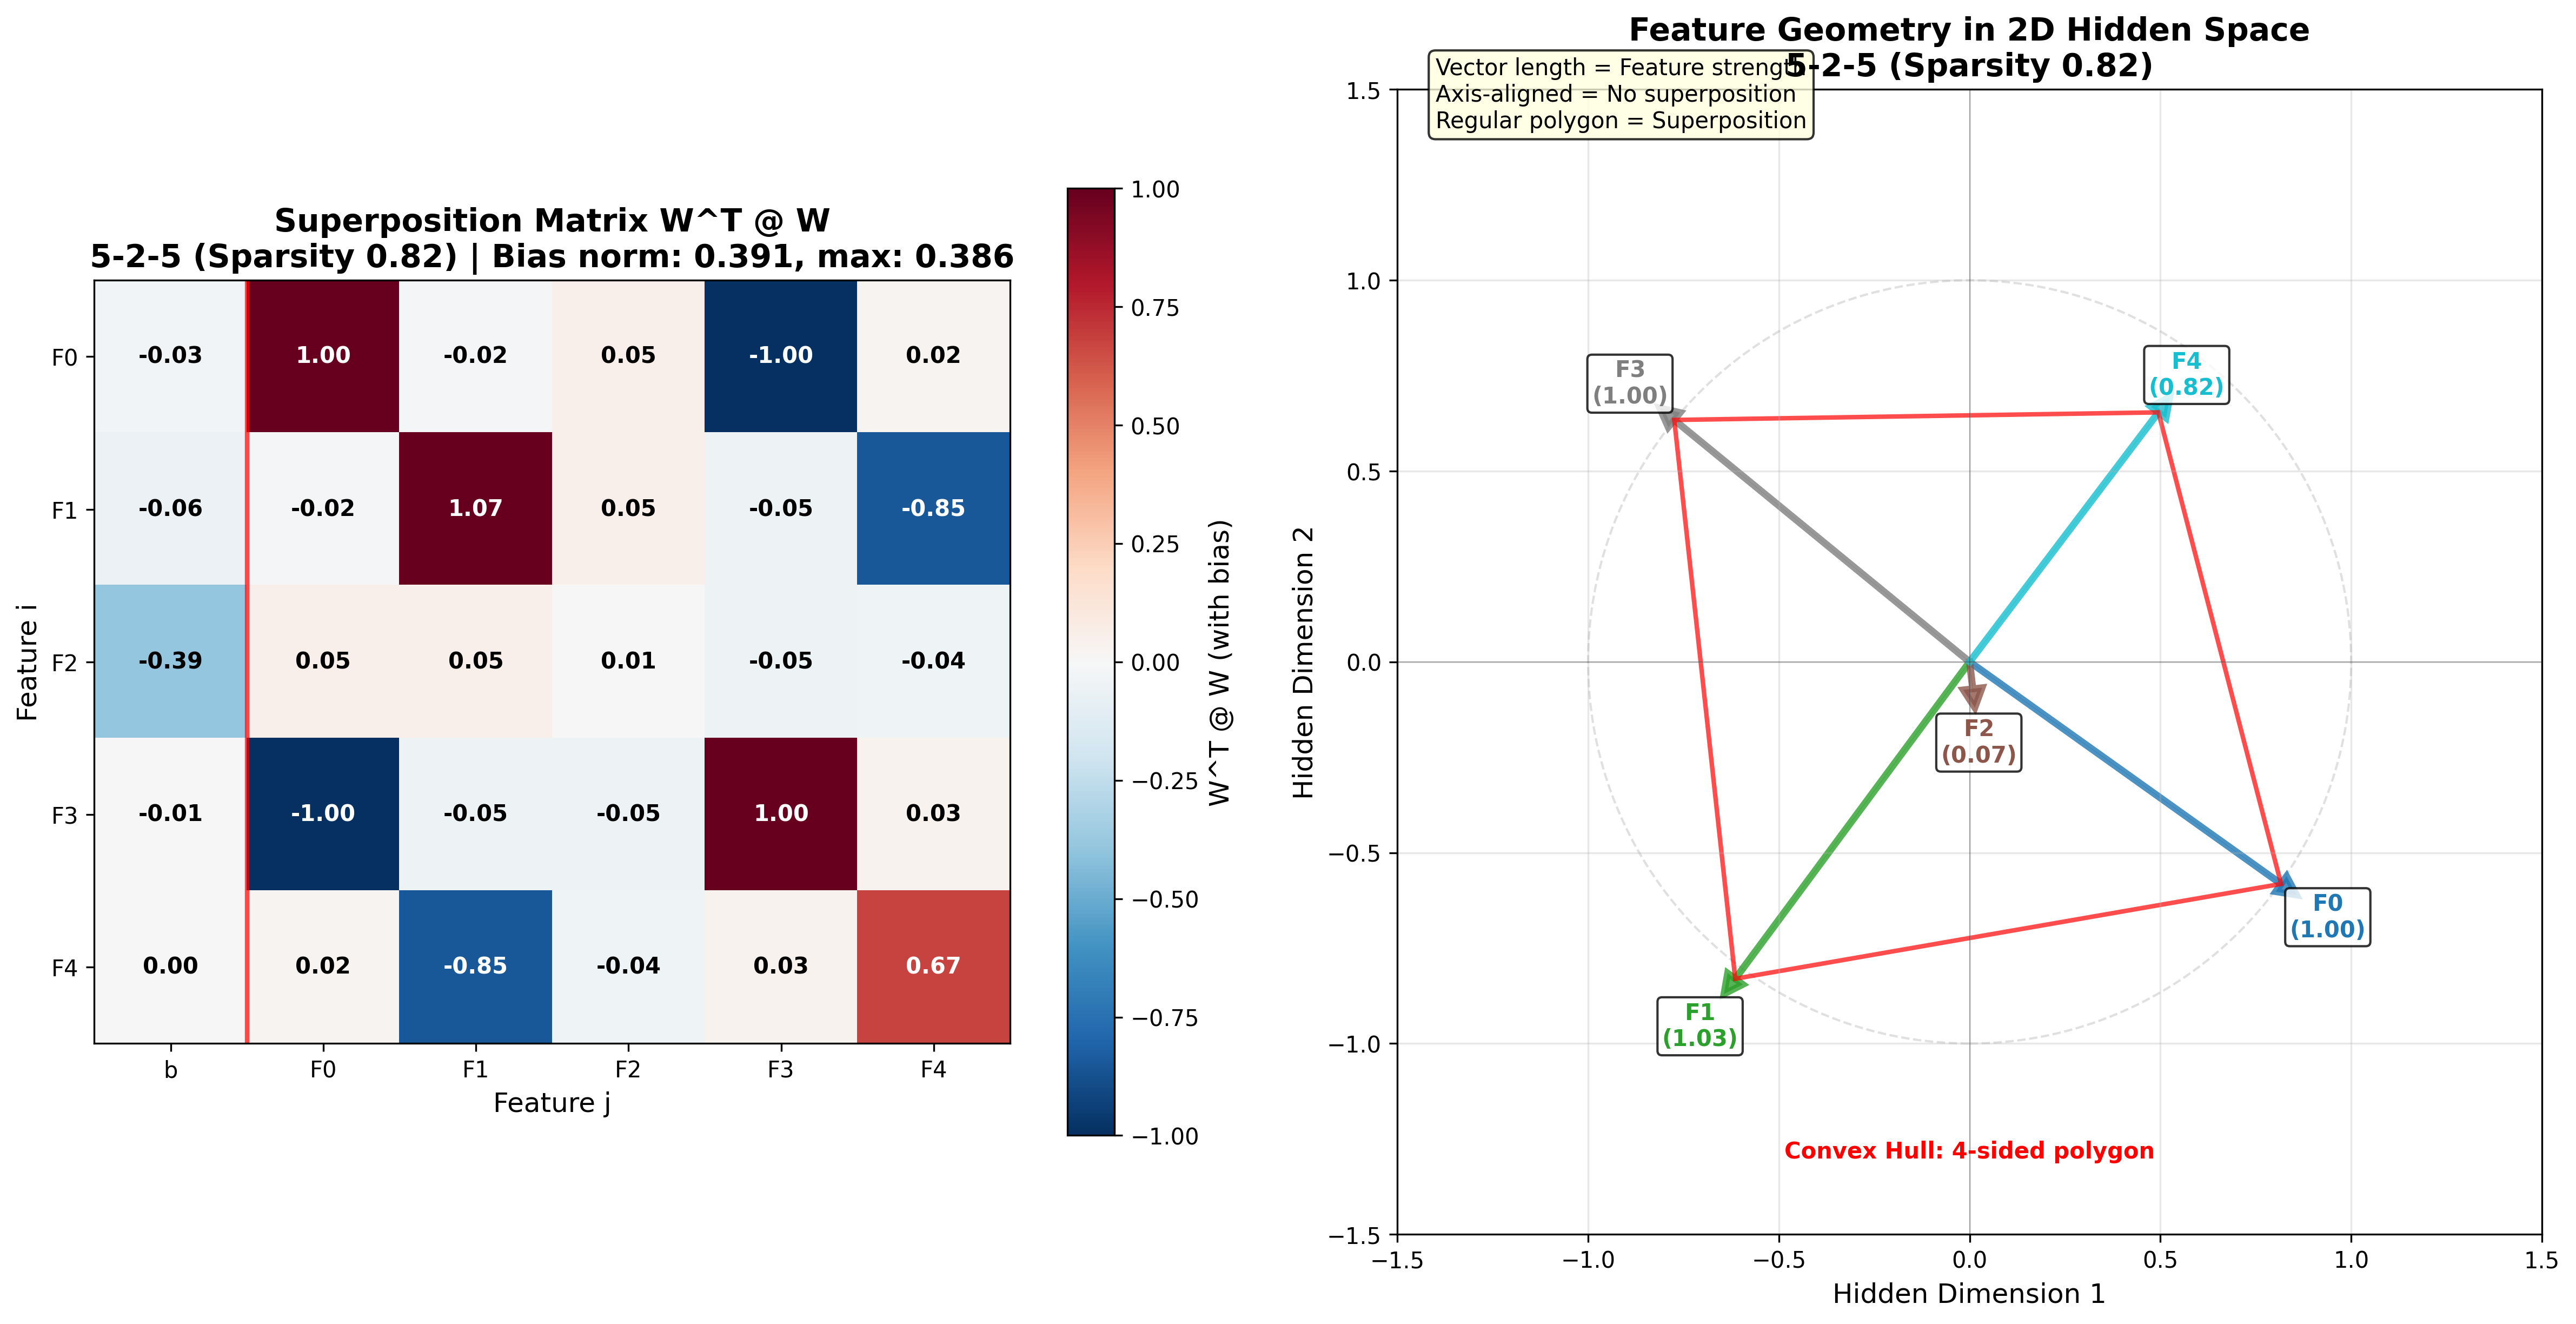 Superposition Matrix W^T @ W
5-2-5 (Sparsity 0.82) | Bias norm: 0.391, max: 0.386
Feature i
F0
F1
F2
F3
F4
-0.03 1.00 -0.02 0.05 -1.00 0.02
-0.06 -0.02 1.07 0.05 -0.05 -0.85
-0.39 0.05 0.05 0.01 -0.05 -0.04
-0.01 -1.00 -0.05 -0.05 1.00 0.03
0.00 0.02 -0.85 -0.04 0.03 0.67
b F0 F1 F2 F3 F4
Feature j
1.00
0.75
0.50
0.25
0.00
−0.25
−0.50
−0.75
−1.00
W^T @ W (with bias)
Feature Geometry in 2D Hidden Space
5-2-5 (Sparsity 0.82)
Vector length = Feature strength
Axis-aligned = No superposition
Regular polygon = Superposition
Hidden Dimension 2
1.5
1.0
0.5
0.0
−0.5
−1.0
−1.5
F3
(1.00)
F4
(0.82)
F2
(0.07)
F0
(1.00)
F1
(1.03)
Convex Hull: 4-sided polygon
−1.5 −1.0 −0.5 0.0 0.5 1.0 1.5
Hidden Dimension 1